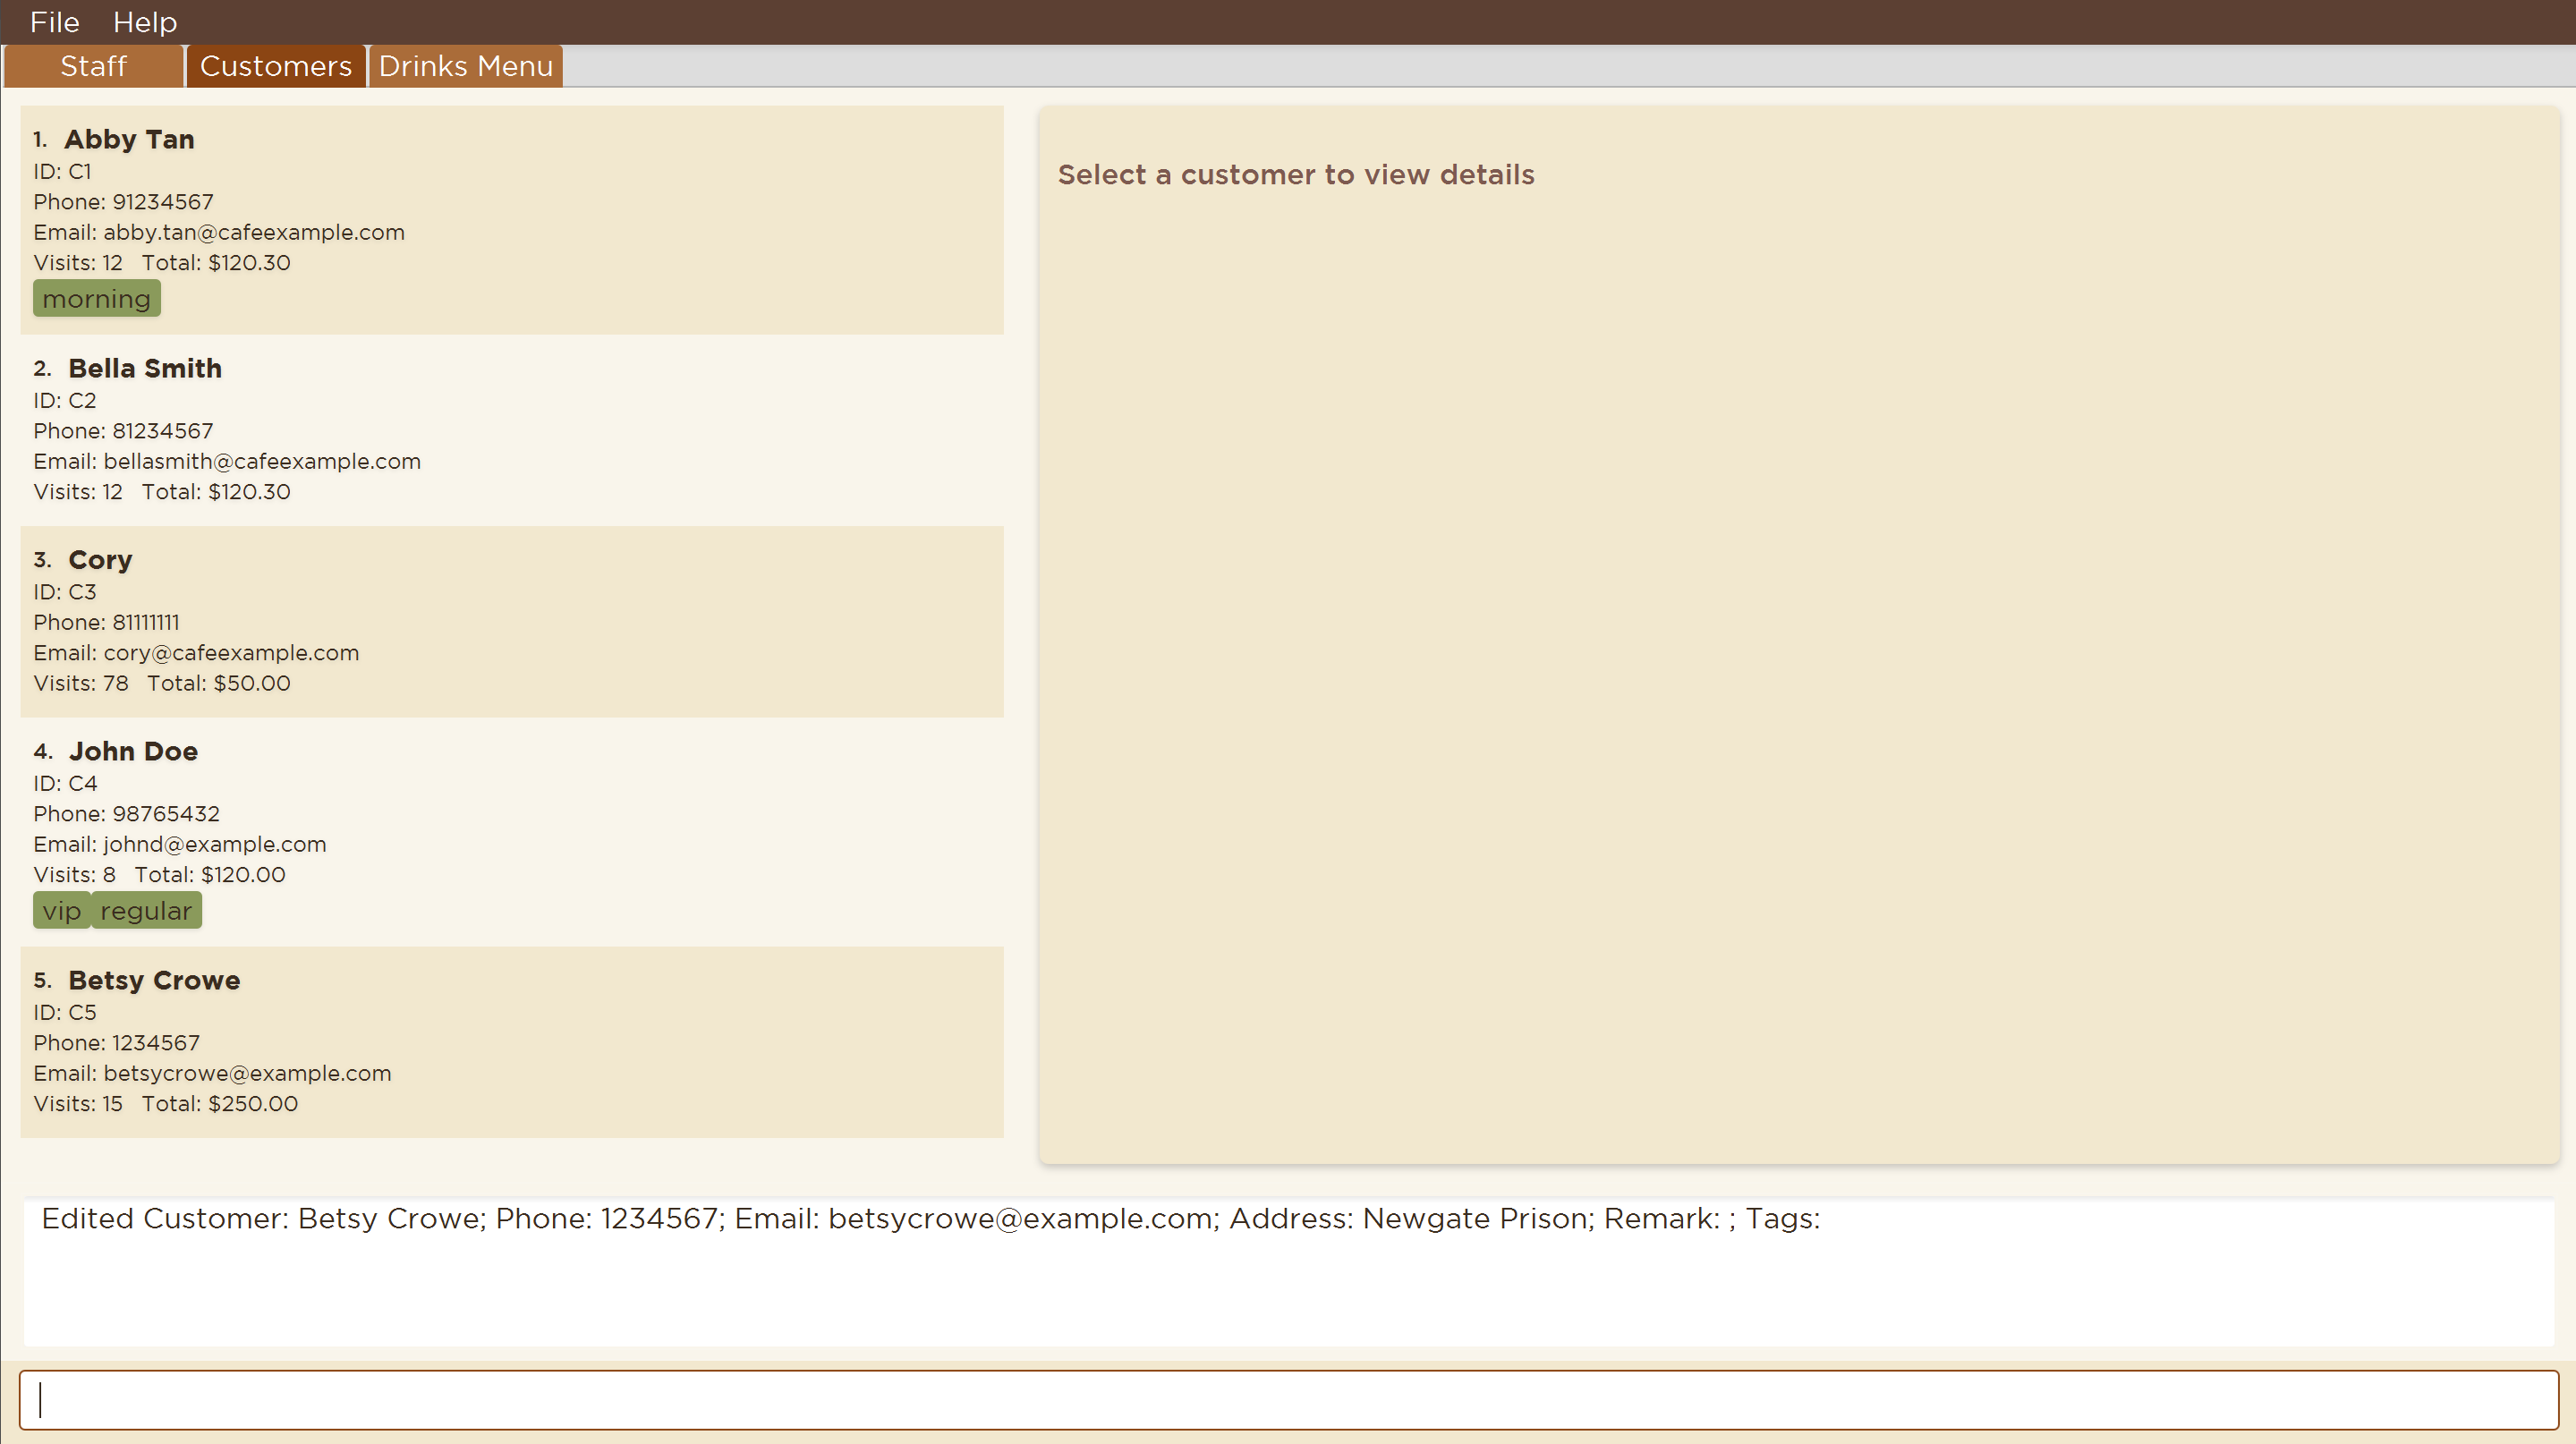 File Help
Staff Customers Drinks Menu
1. Abby Tan
ID: C1
Phone: 91234567
Email: abby.tan@cafeexample.com
Visits: 12 Total: $120.30
morning
2. Bella Smith
ID: C2
Phone: 81234567
Email: bellasmith@cafeexample.com
Visits: 12 Total: $120.30
3. Cory
ID: C3
Phone: 81111111
Email: cory@cafeexample.com
Visits: 78 Total: $50.00
4. John Doe
ID: C4
Phone: 98765432
Email: johnd@example.com
Visits: 8 Total: $120.00
vip regular
5. Betsy Crowe
ID: C5
Phone: 1234567
Email: betsycrowe@example.com
Visits: 15 Total: $250.00
Select a customer to view details
Edited Customer: Betsy Crowe; Phone: 1234567; Email: betsycrowe@example.com; Address: Newgate Prison; Remark: ; Tags: